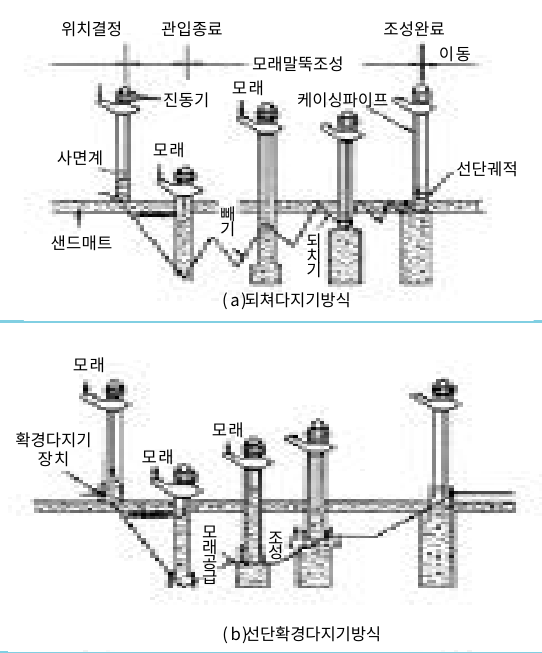 위치결정
관입종료
조성완료
모래말뚝조성
이동
모래
진동기
케이싱파이프
사면계
모래
선단궤적
샌드매트
빼기
되치기
(a)되쳐다지기방식
모래
확경다지기
장치
모래
모래
모래공급
조성
(b)선단확경다지기방식